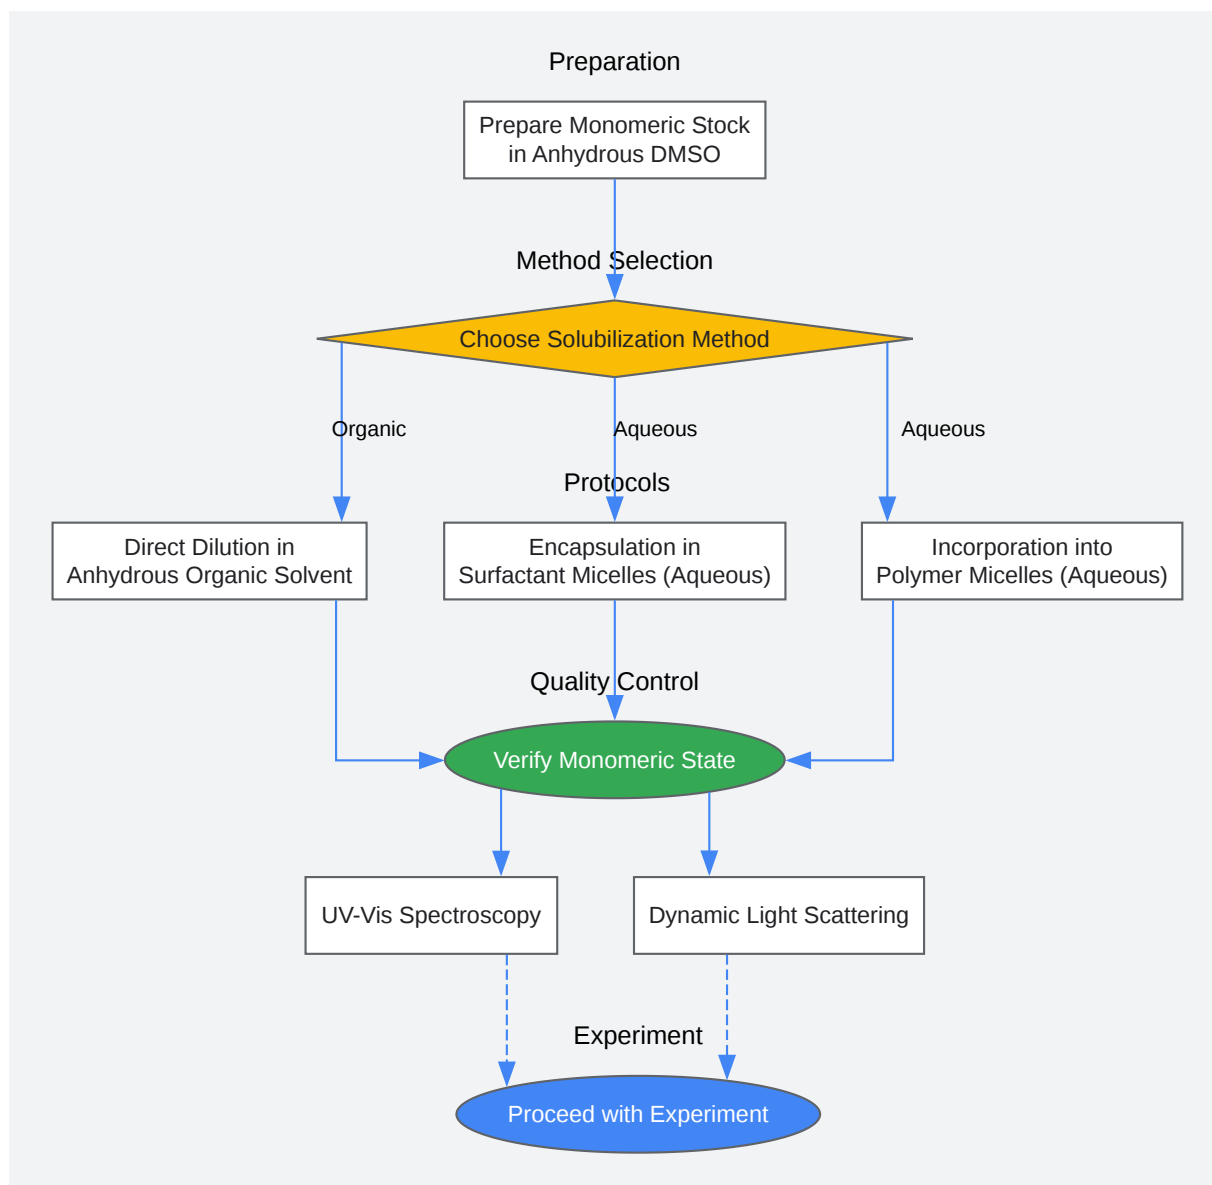 Preparation
Prepare Monomeric Stock
in Anhydrous DMSO
Method Selection
Choose Solubilization Method
Organic
Aqueous
Aqueous
Protocols
Direct Dilution in
Anhydrous Organic Solvent
Encapsulation in
Surfactant Micelles (Aqueous)
Incorporation into
Polymer Micelles (Aqueous)
Quality Control
Verify Monomeric State
UV-Vis Spectroscopy
Dynamic Light Scattering
Experiment
Proceed with Experiment